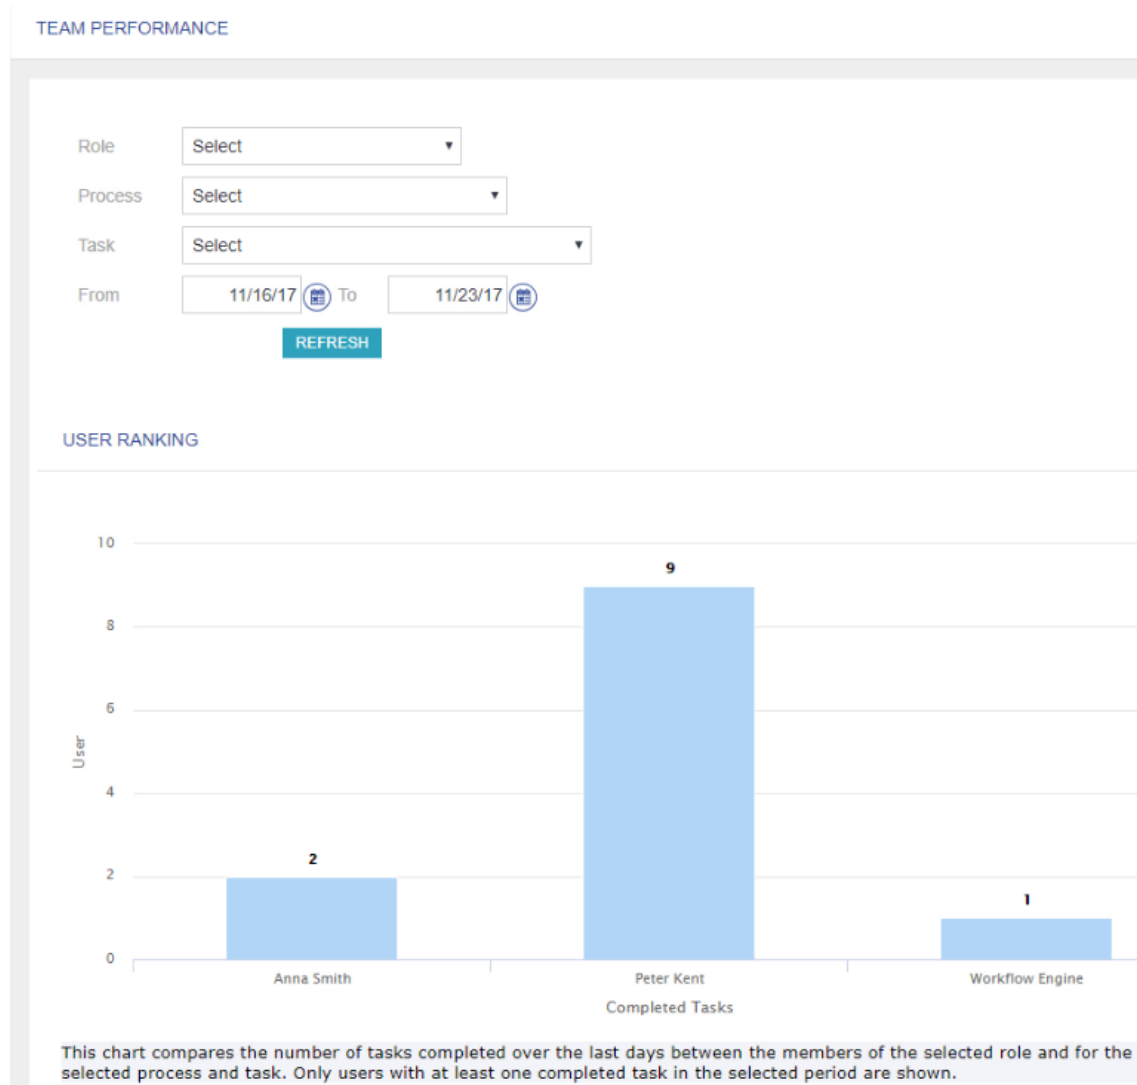 TEAM PERFORMANCE
Role Select
Process Select
Task Select
From 11/16/17 To 11/23/17
REFRESH
USER RANKING
10
8
6
4
2
0
User
2
9
1
Anna Smith Peter Kent Workflow Engine
Completed Tasks
This chart compares the number of tasks completed over the last days between the members of the selected role and for the
selected process and task. Only users with at least one completed task in the selected period are shown.